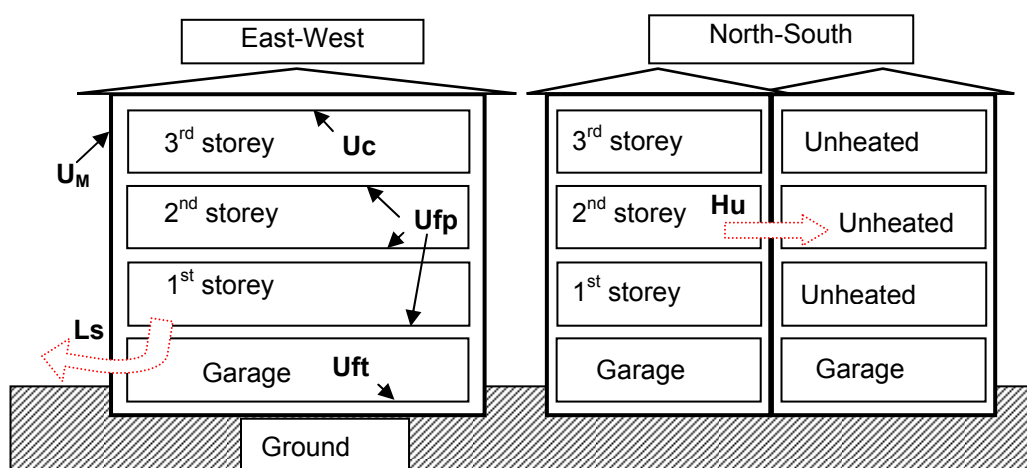 East-West
3rd storey
Uc
UM
2nd storey
Ufp
1st storey
Ls
Garage
Uft
Ground
North-South
3rd storey
Unheated
2nd storey
Hu
Unheated
1st storey
Unheated
Garage
Garage